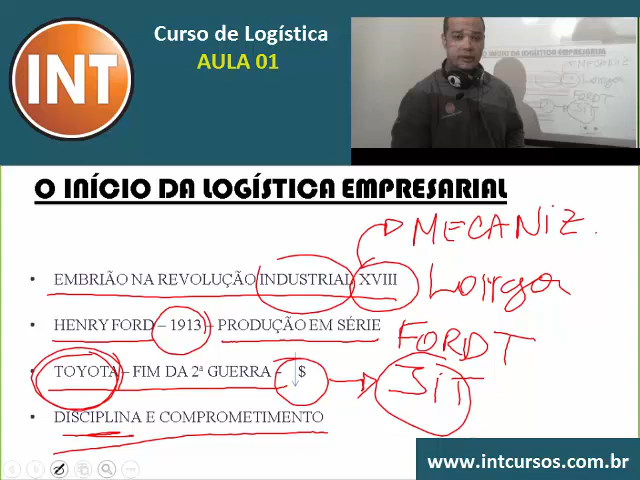 INT
Curso de Logística
AULA 01
O INÍCIO DA LOGÍSTICA EMPRESARIAL
MECANIZ.
• EMBRIÃO NA REVOLUÇÃO INDUSTRIAL XVIII
Larga
• HENRY FORD – 1913 – PRODUÇÃO EM SÉRIE
FORDT
• TOYOTA – FIM DA 2ª GUERRA – ↓$
JIT
• DISCIPLINA E COMPROMETIMENTO
www.intcursos.com.br